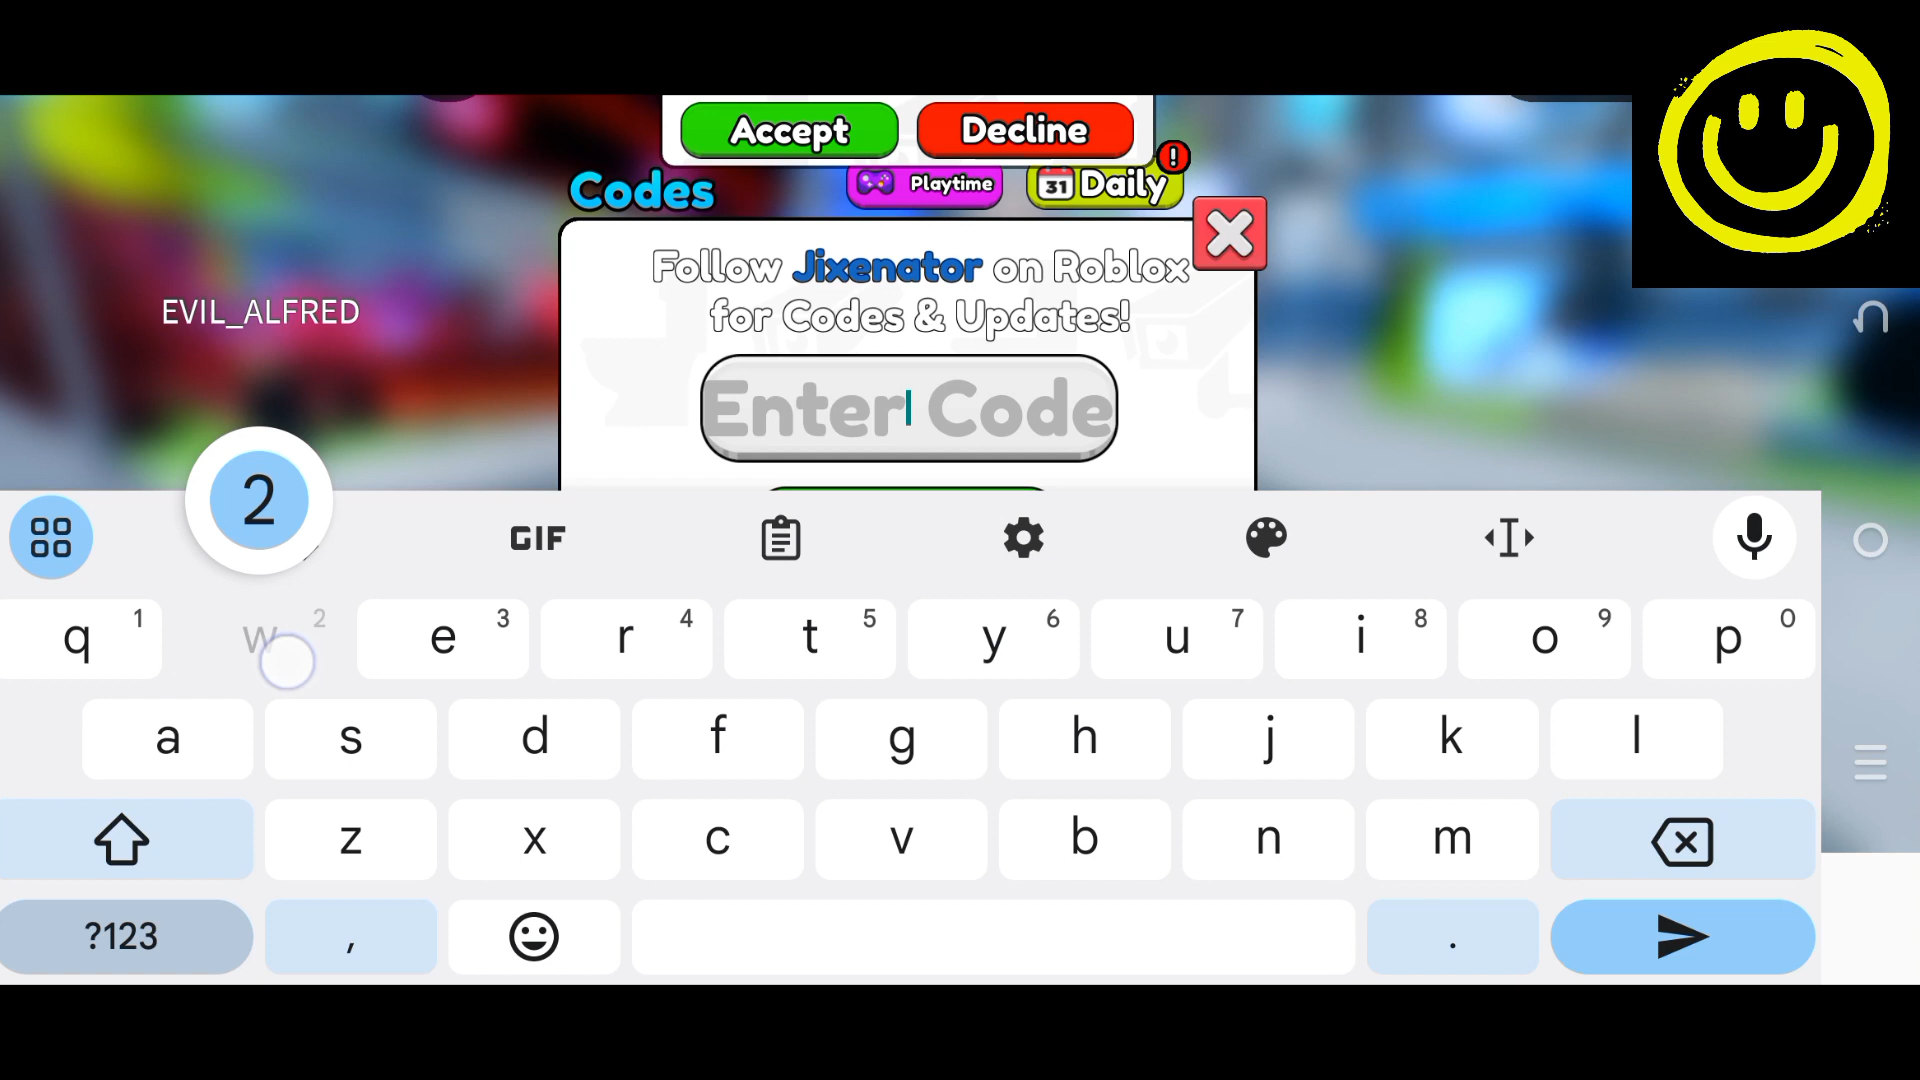 Accept Decline
Codes Playtime 31 Daily !
Follow Jixenator on Roblox
for Codes & Updates!
EVIL_ALFRED
Enter Code
2
GIF
q 1 w 2 e 3 r 4 t 5 y 6 u 7 i 8 o 9 p 0
a s d f g h j k l
z x c v b n m
?123 , .